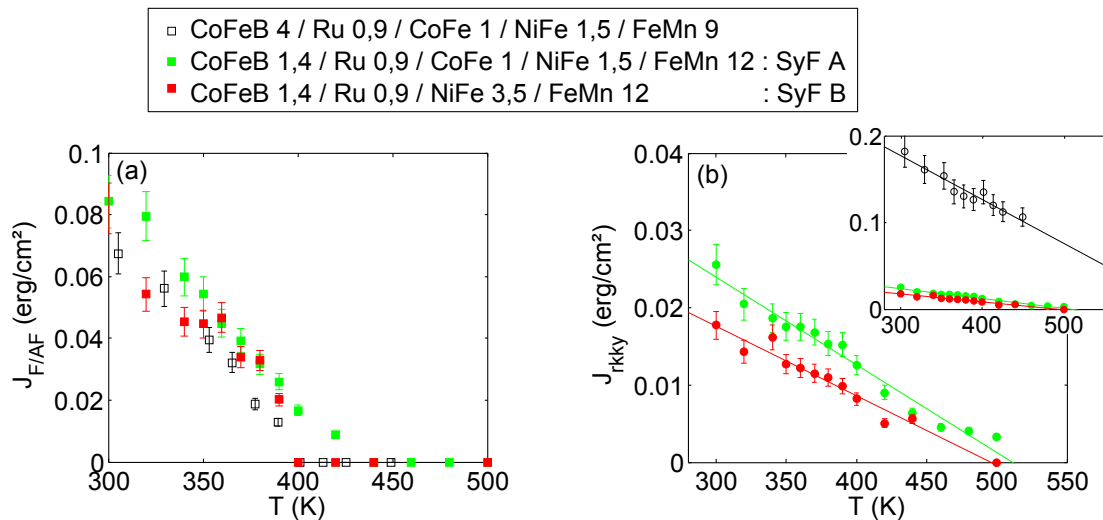 CoFeB 4 / Ru 0,9 / CoFe 1 / NiFe 1,5 / FeMn 9
CoFeB 1,4 / Ru 0,9 / CoFe 1 / NiFe 1,5 / FeMn 12 : SyF A
CoFeB 1,4 / Ru 0,9 / NiFe 3,5 / FeMn 12 : SyF B
(a)
J_F/AF (erg/cm²)
0.1
0.08
0.06
0.04
0.02
0
300 350 400 450 500
T (K)
(b)
J_rkky (erg/cm²)
0.04
0.03
0.02
0.01
0
300 350 400 450 500 550
T (K)
0.2
0.1
0
300 400 500